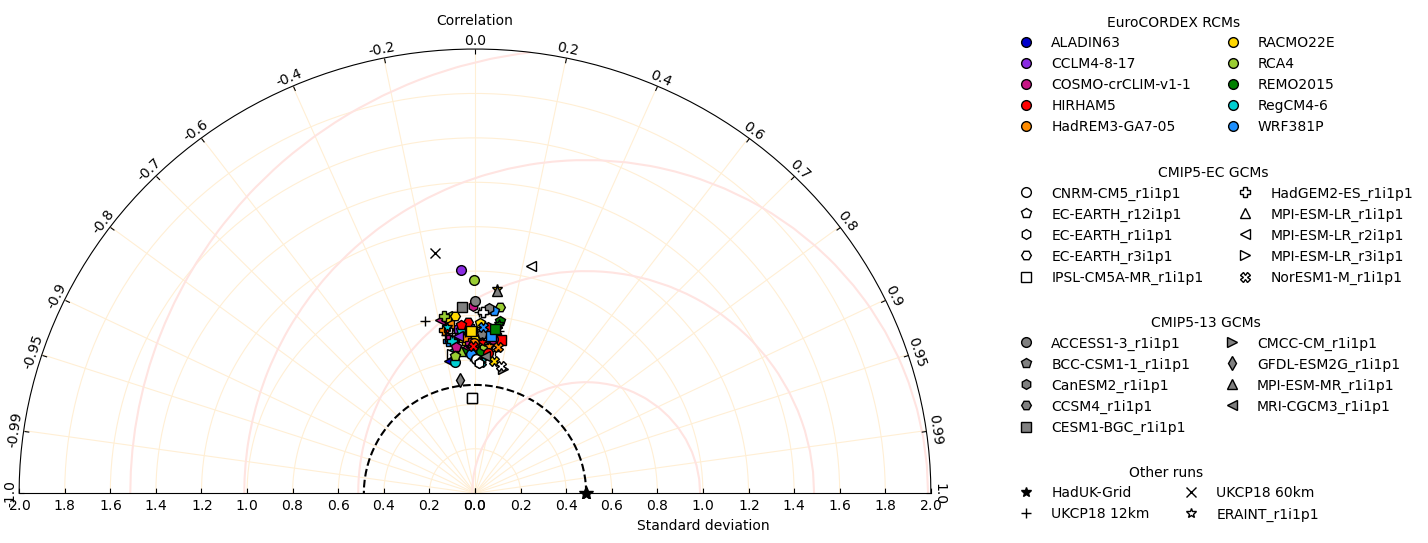 Correlation
-0.2 0.0 0.2
-0.4 0.4
-0.6 0.6
-0.7 0.7
-0.8 0.8
-0.9 0.9
-0.95 0.95
-0.99 0.99
-1.0 1.0
2.0 1.8 1.6 1.4 1.2 1.0 0.8 0.6 0.4 0.2 0.0 0.2 0.4 0.6 0.8 1.0 1.2 1.4 1.6 1.8 2.0
Standard deviation
EuroCORDEX RCMs
ALADIN63 RACMO22E
CCLM4-8-17 RCA4
COSMO-crCLIM-v1-1 REMO2015
HIRHAM5 RegCM4-6
HadREM3-GA7-05 WRF381P
CMIP5-EC GCMs
CNRM-CM5_r1i1p1 HadGEM2-ES_r1i1p1
EC-EARTH_r12i1p1 MPI-ESM-LR_r1i1p1
EC-EARTH_r1i1p1 MPI-ESM-LR_r2i1p1
EC-EARTH_r3i1p1 MPI-ESM-LR_r3i1p1
IPSL-CM5A-MR_r1i1p1 NorESM1-M_r1i1p1
CMIP5-13 GCMs
ACCESS1-3_r1i1p1 CMCC-CM_r1i1p1
BCC-CSM1-1_r1i1p1 GFDL-ESM2G_r1i1p1
CanESM2_r1i1p1 MPI-ESM-MR_r1i1p1
CCSM4_r1i1p1 MRI-CGCM3_r1i1p1
CESM1-BGC_r1i1p1
Other runs
HadUK-Grid UKCP18 60km
UKCP18 12km ERAINT_r1i1p1